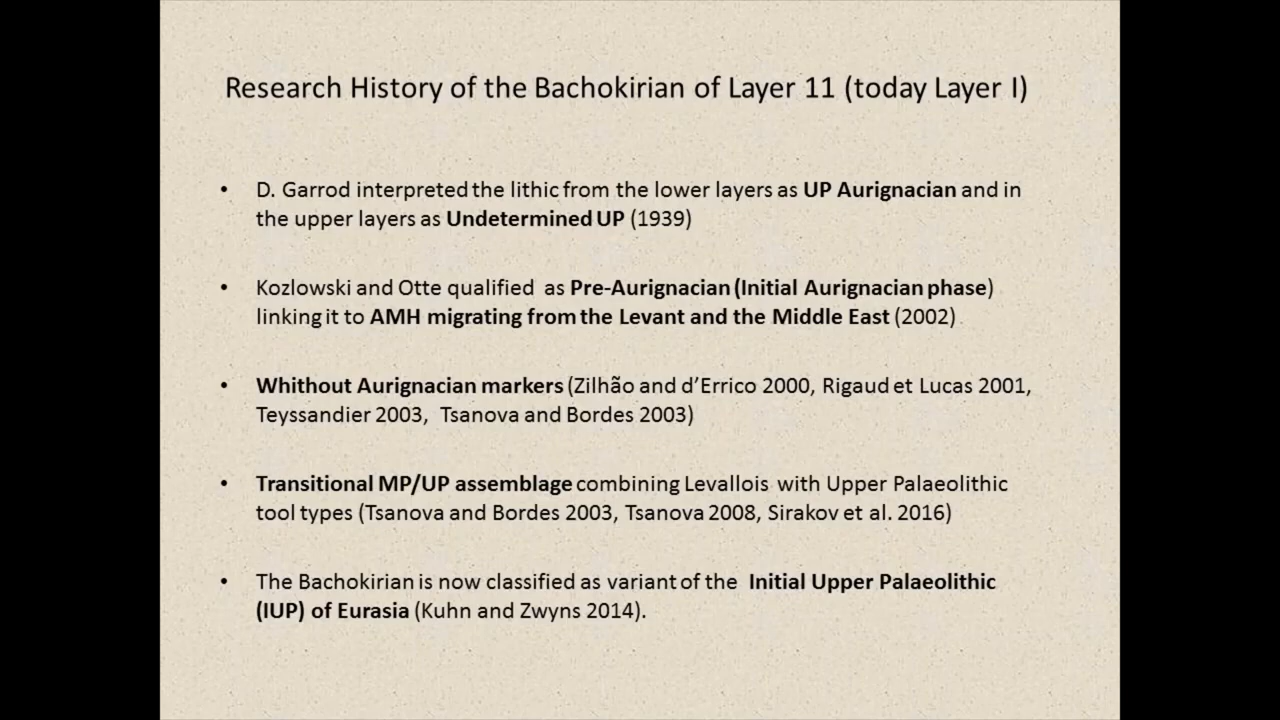 Research History of the Bachokirian of Layer 11 (today Layer I)
• D. Garrod interpreted the lithic from the lower layers as UP Aurignacian and in
the upper layers as Undetermined UP (1939)
• Kozlowski and Otte qualified as Pre-Aurignacian (Initial Aurignacian phase)
linking it to AMH migrating from the Levant and the Middle East (2002)
• Whithout Aurignacian markers (Zilhão and d’Errico 2000, Rigaud et Lucas 2001,
Teyssandier 2003, Tsanova and Bordes 2003)
• Transitional MP/UP assemblage combining Levallois with Upper Palaeolithic
tool types (Tsanova and Bordes 2003, Tsanova 2008, Sirakov et al. 2016)
• The Bachokirian is now classified as variant of the Initial Upper Palaeolithic
(IUP) of Eurasia (Kuhn and Zwyns 2014).